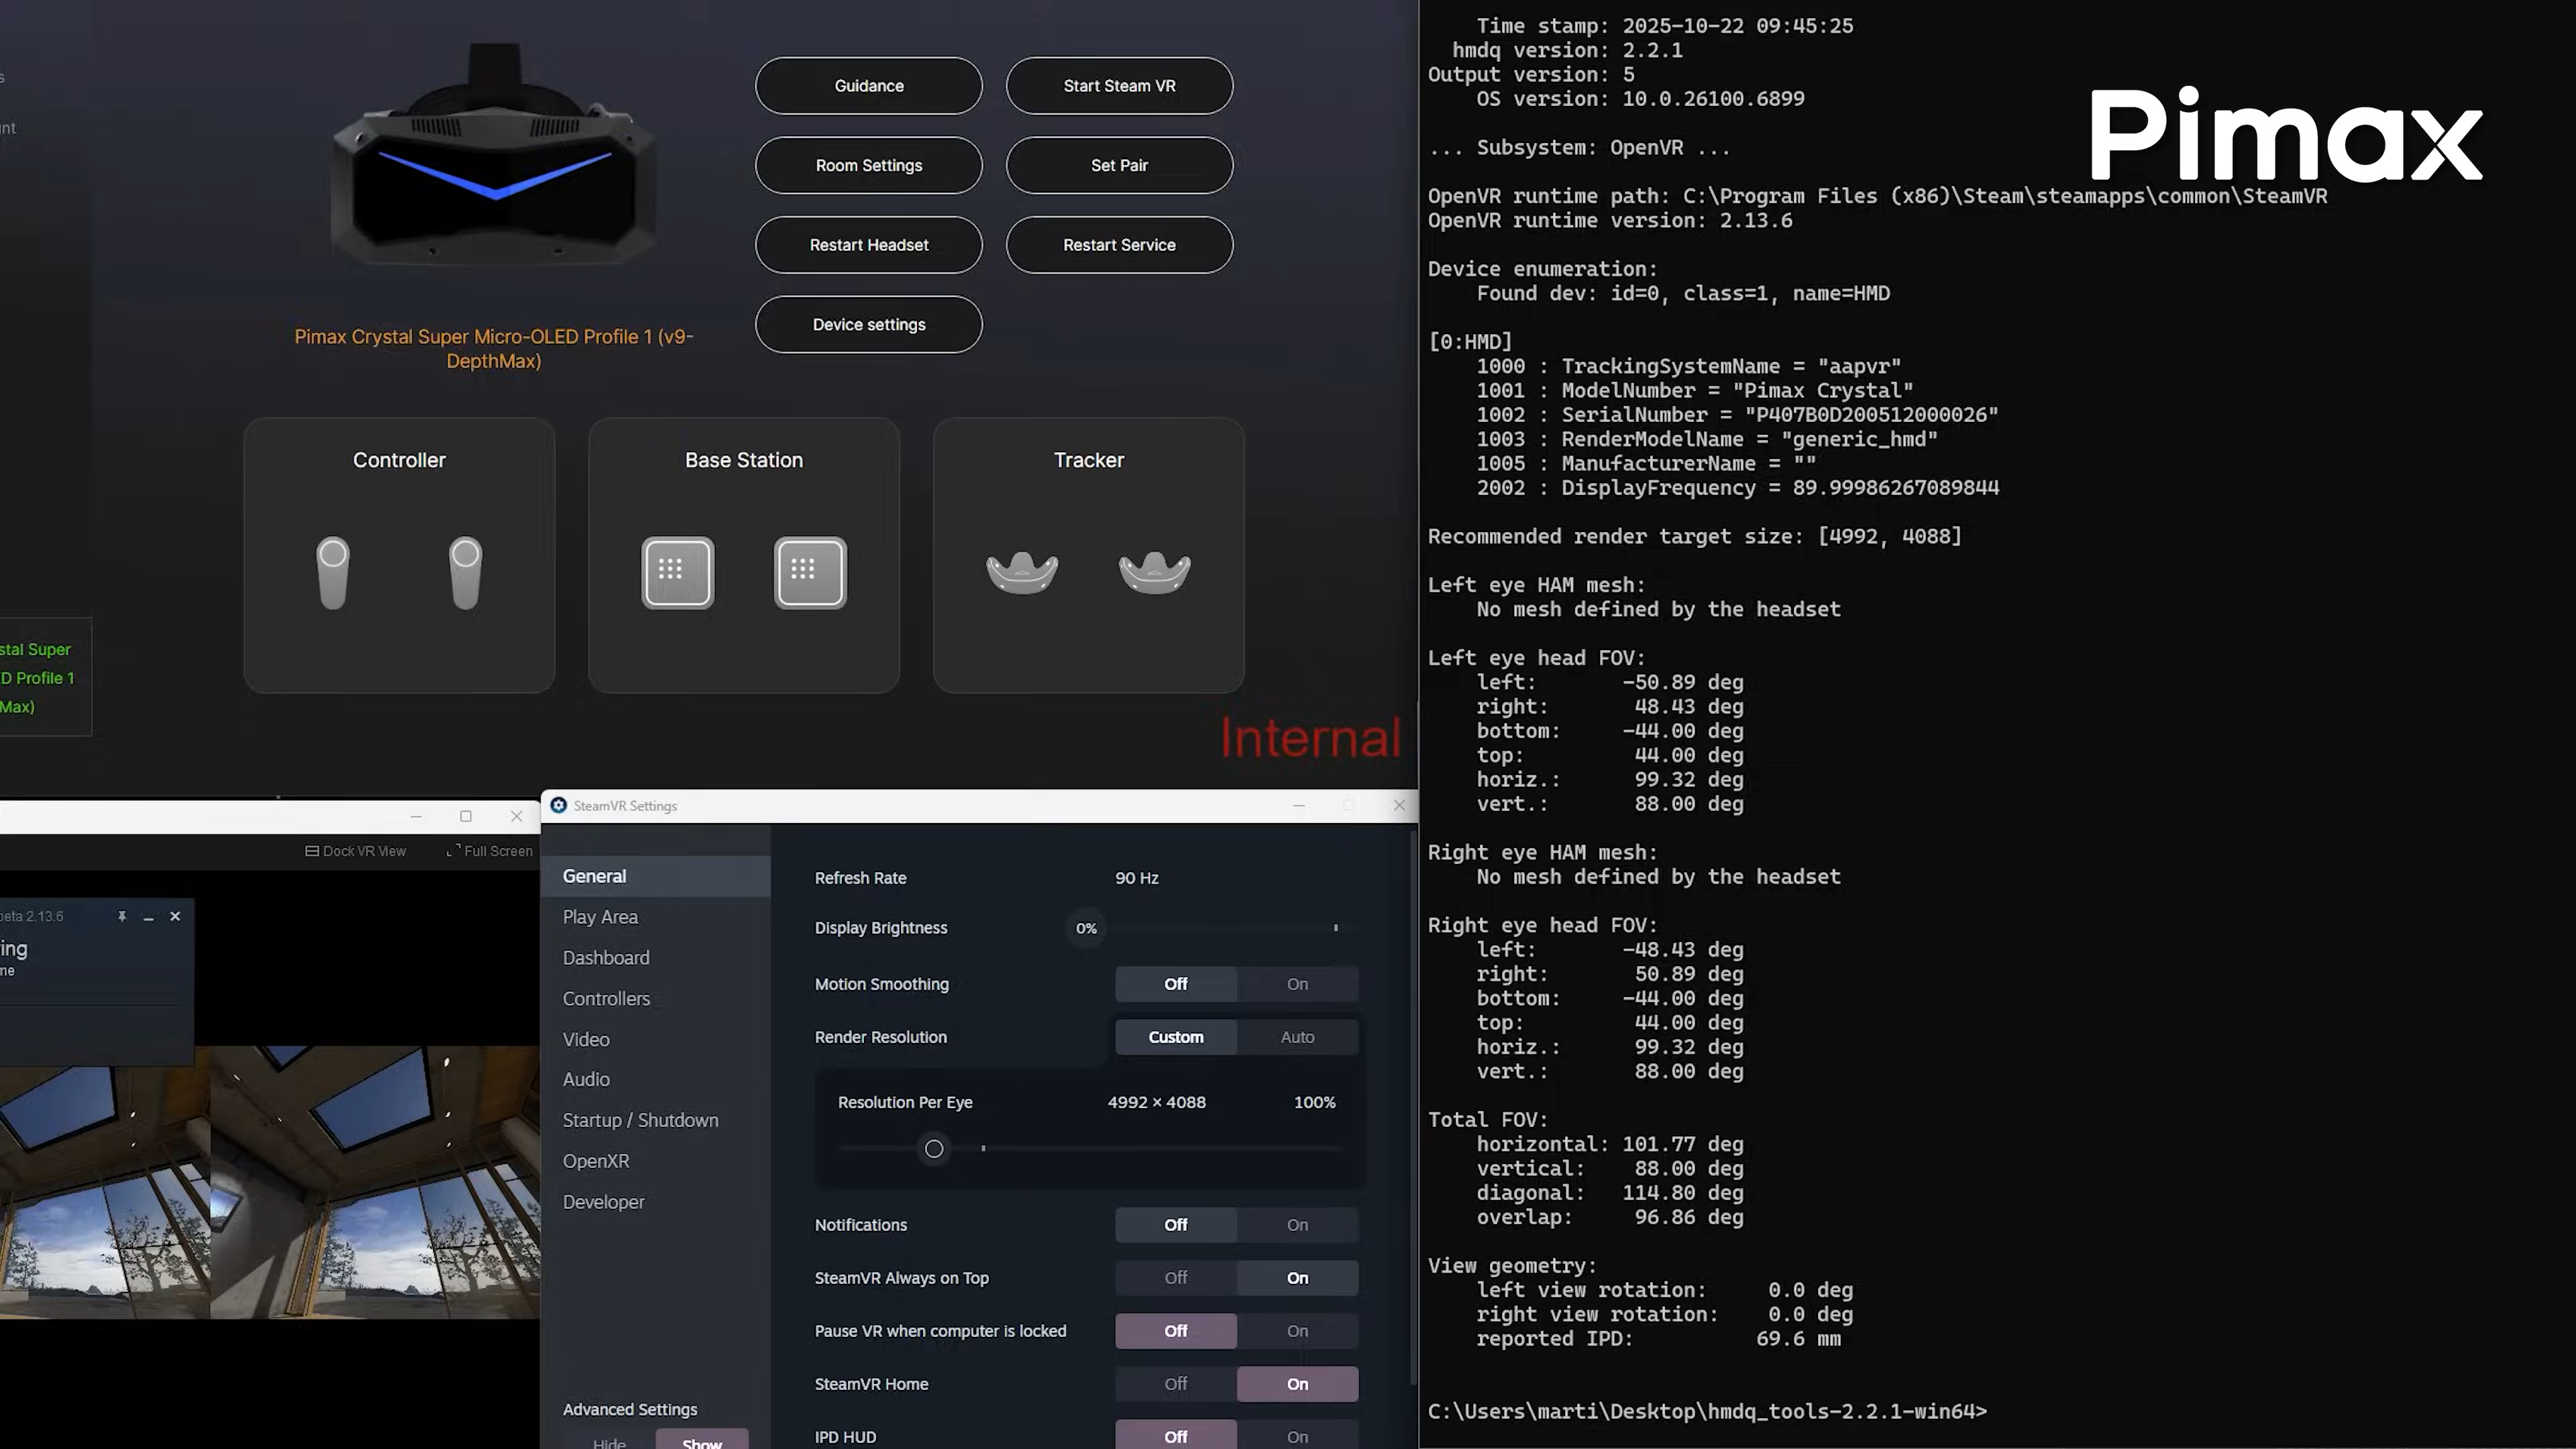 s
unt
Guidance
Start Steam VR
Room Settings
Set Pair
Restart Headset
Restart Service
Device settings
Pimax Crystal Super Micro-OLED Profile 1 (v9-
DepthMax)
Controller
Base Station
Tracker
stal Super
D Profile 1
Max)
Internal
Dock VR View
Full Screen
beta 2.13.6
ing
me
SteamVR Settings
General
Play Area
Dashboard
Controllers
Video
Audio
Startup / Shutdown
OpenXR
Developer
Advanced Settings
Hide Show
Refresh Rate 90 Hz
Display Brightness 0%
Motion Smoothing Off On
Render Resolution Custom Auto
Resolution Per Eye 4992 × 4088 100%
Notifications Off On
SteamVR Always on Top Off On
Pause VR when computer is locked Off On
SteamVR Home Off On
IPD HUD Off On
Pimax
Time stamp: 2025-10-22 09:45:25
hmdq version: 2.2.1
Output version: 5
OS version: 10.0.26100.6899
... Subsystem: OpenVR ...
OpenVR runtime path: C:\Program Files (x86)\Steam\steamapps\common\SteamVR
OpenVR runtime version: 2.13.6
Device enumeration:
Found dev: id=0, class=1, name=HMD
[0:HMD]
1000 : TrackingSystemName = "aapvr"
1001 : ModelNumber = "Pimax Crystal"
1002 : SerialNumber = "P407B0D200512000026"
1003 : RenderModelName = "generic_hmd"
1005 : ManufacturerName = ""
2002 : DisplayFrequency = 89.99986267089844
Recommended render target size: [4992, 4088]
Left eye HAM mesh:
No mesh defined by the headset
Left eye head FOV:
left: -50.89 deg
right: 48.43 deg
bottom: -44.00 deg
top: 44.00 deg
horiz.: 99.32 deg
vert.: 88.00 deg
Right eye HAM mesh:
No mesh defined by the headset
Right eye head FOV:
left: -48.43 deg
right: 50.89 deg
bottom: -44.00 deg
top: 44.00 deg
horiz.: 99.32 deg
vert.: 88.00 deg
Total FOV:
horizontal: 101.77 deg
vertical: 88.00 deg
diagonal: 114.80 deg
overlap: 96.86 deg
View geometry:
left view rotation: 0.0 deg
right view rotation: 0.0 deg
reported IPD: 69.6 mm
C:\Users\marti\Desktop\hmdq_tools-2.2.1-win64>